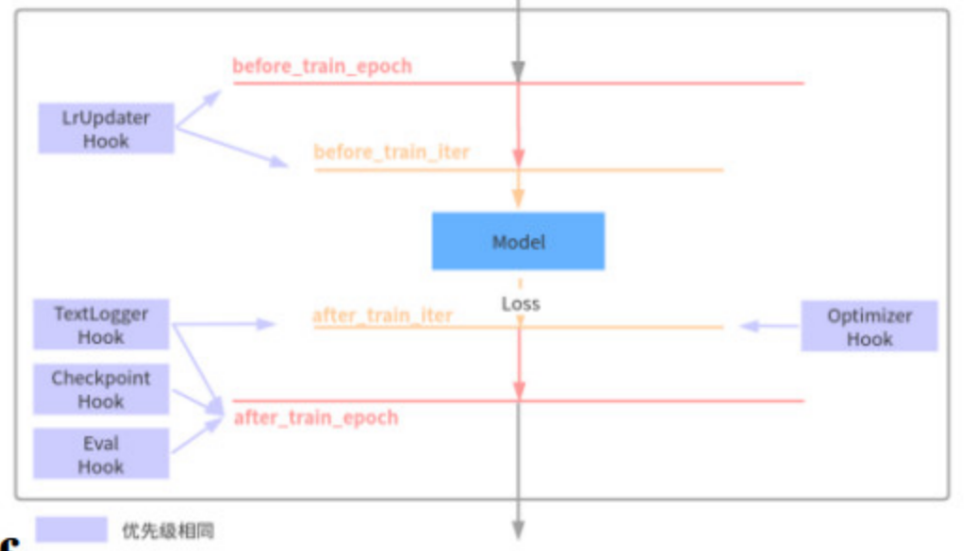 before_train_epoch
LrUpdater
Hook
before_train_iter
Model
Loss
TextLogger
Hook
after_train_iter
Optimizer
Hook
Checkpoint
Hook
after_train_epoch
Eval
Hook
优先级相同
f